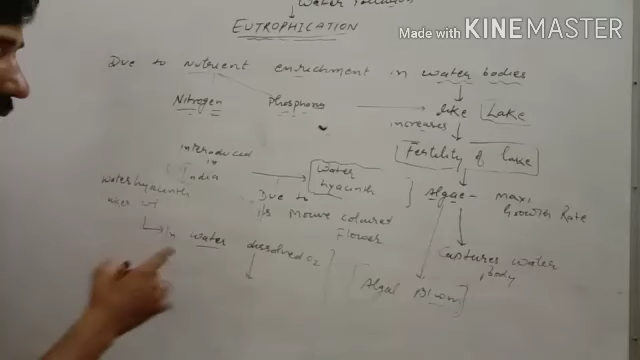 Water Pollution
EUTROPHICATION
Made with KINEMASTER
Due to Nutrient enrichment in water bodies
Nitrogen Phosphorus like Lake
increases
Fertility of lake
introduced in India
Water hyacinth
Due to its Mouve coloured Flower
Algae - Max. Growth Rate
water hyacinth
in water dissolved O2
Captures water body
Algal Bloom